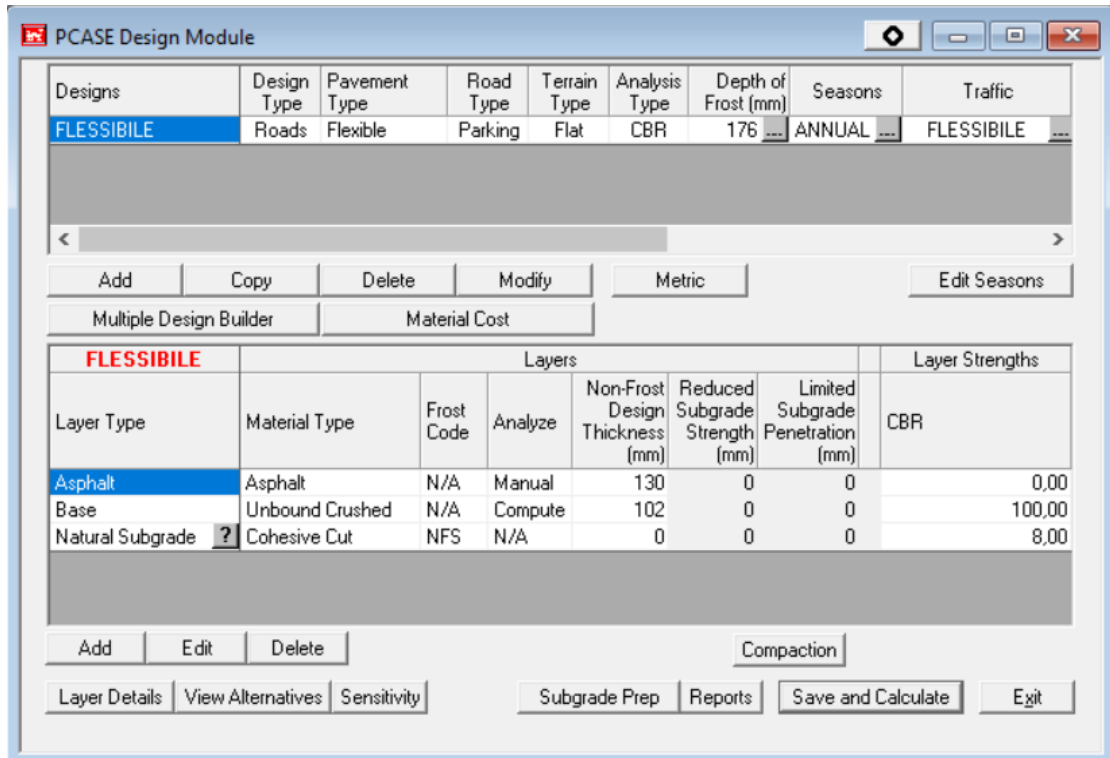 PCASE Design Module
Designs Design Type Pavement Type Road Type Terrain Type Analysis Type Depth of Frost (mm) Seasons Traffic
FLESSIBILE Roads Flexible Parking Flat CBR 176 ... ANNUAL ... FLESSIBILE ...
Add Copy Delete Modify Metric Edit Seasons
Multiple Design Builder Material Cost
FLESSIBILE Layers Layer Strengths
Layer Type Material Type Frost Code Analyze Non-Frost Design Thickness (mm) Reduced Subgrade Strength (mm) Limited Subgrade Penetration (mm) CBR
Asphalt Asphalt N/A Manual 130 0 0 0,00
Base Unbound Crushed N/A Compute 102 0 0 100,00
Natural Subgrade ? Cohesive Cut NFS N/A 0 0 0 8,00
Add Edit Delete Compaction
Layer Details View Alternatives Sensitivity Subgrade Prep Reports Save and Calculate Exit